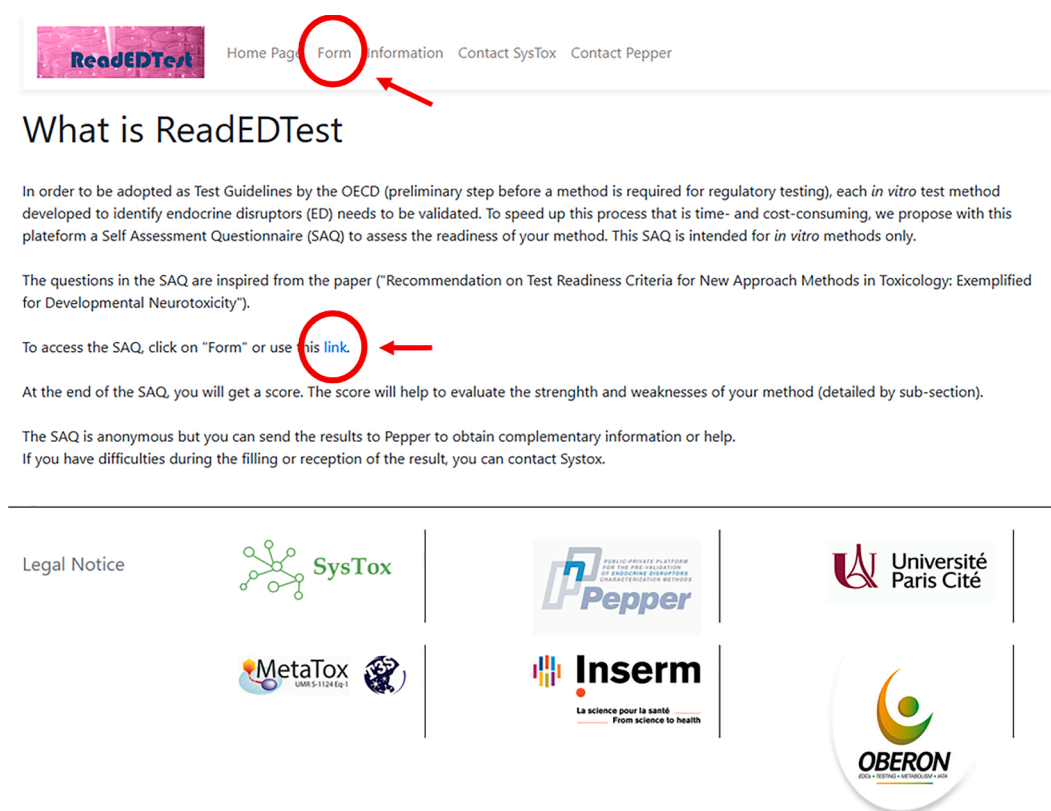 ReadEDTest
Home Page Form Information Contact SysTox Contact Pepper
What is ReadEDTest
In order to be adopted as Test Guidelines by the OECD (preliminary step before a method is required for regulatory testing), each in vitro test method
developed to identify endocrine disruptors (ED) needs to be validated. To speed up this process that is time- and cost-consuming, we propose with this
plateform a Self Assessment Questionnaire (SAQ) to assess the readiness of your method. This SAQ is intended for in vitro methods only.
The questions in the SAQ are inspired from the paper ("Recommendation on Test Readiness Criteria for New Approach Methods in Toxicology: Exemplified
for Developmental Neurotoxicity").
To access the SAQ, click on "Form" or use this link.
At the end of the SAQ, you will get a score. The score will help to evaluate the strenghth and weaknesses of your method (detailed by sub-section).
The SAQ is anonymous but you can send the results to Pepper to obtain complementary information or help.
If you have difficulties during the filling or reception of the result, you can contact Systox.
Legal Notice
SysTox
PUBLIC-PRIVATE PLATFORM
FOR THE PRE-VALIDATION
OF ENDOCRINE DISRUPTORS
CHARACTERIZATION METHODS
Pepper
Université
Paris Cité
MetaTox
UMR S-1124 Eq-1
T3S
Inserm
La science pour la santé
From science to health
OBERON
EDCs • TESTING • METABOLISM • IATA